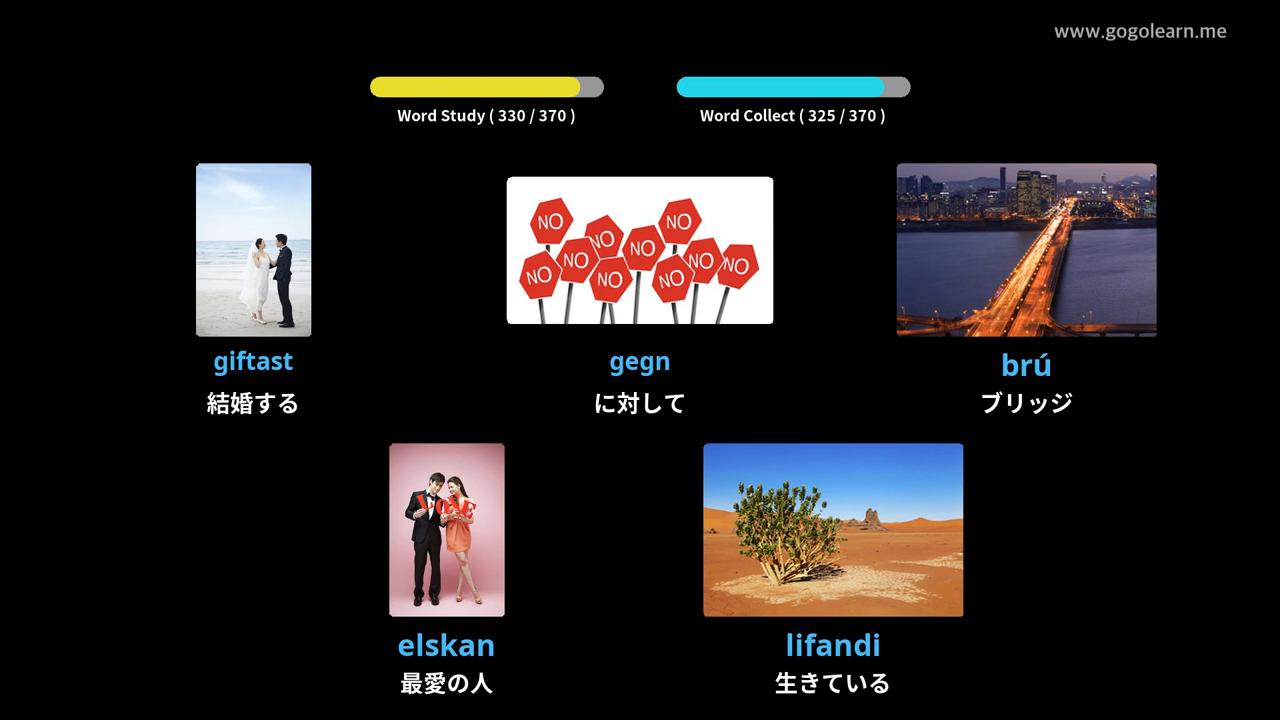 www.gogolearn.me
Word Study ( 330 / 370 )
Word Collect ( 325 / 370 )
NO
NO
NO
NO
NO
NO
NO
NO
NO
NO
giftast
結婚する
gegn
に対して
brú
ブリッジ
LOVE
elskan
最愛の人
lifandi
生きている